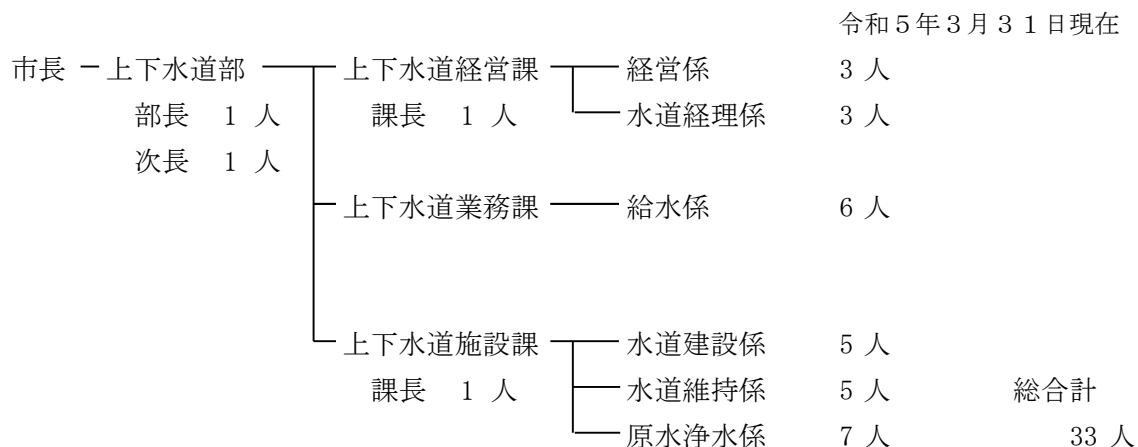 令和５年３月３１日現在
市長 上下水道部 上下水道経営課 経営係 3 人
部長 1 人 課長 1 人 水道経理係 3 人
次長 1 人
上下水道業務課 給水係 6 人
上下水道施設課 水道建設係 5 人
課長 1 人 水道維持係 5 人 総合計
原水浄水係 7 人 33 人